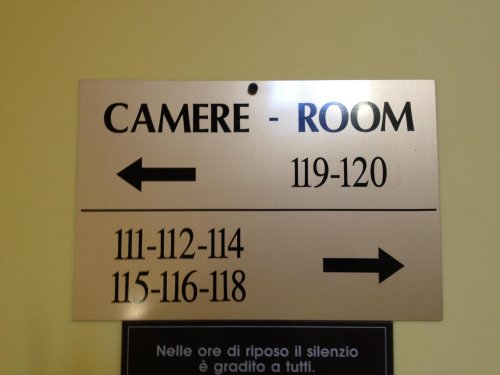 CAMERE - ROOM
119-120
111-112-114
115-116-118
Nelle ore di riposo il silenzio
è gradito a tutti.